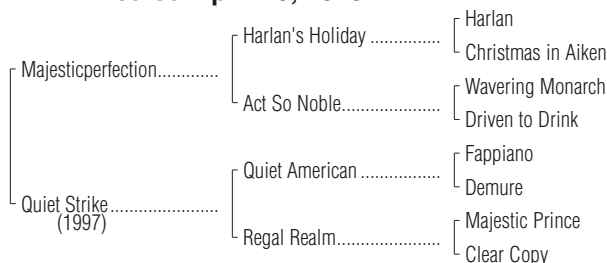 Harlan
Harlan's Holiday ................
Christmas in Aiken
Majesticperfection.............
Wavering Monarch
Act So Noble...................
Driven to Drink
Fappiano
Quiet American ................
Demure
Quiet Strike.......................
(1997)
Majestic Prince
Regal Realm....................
Clear Copy